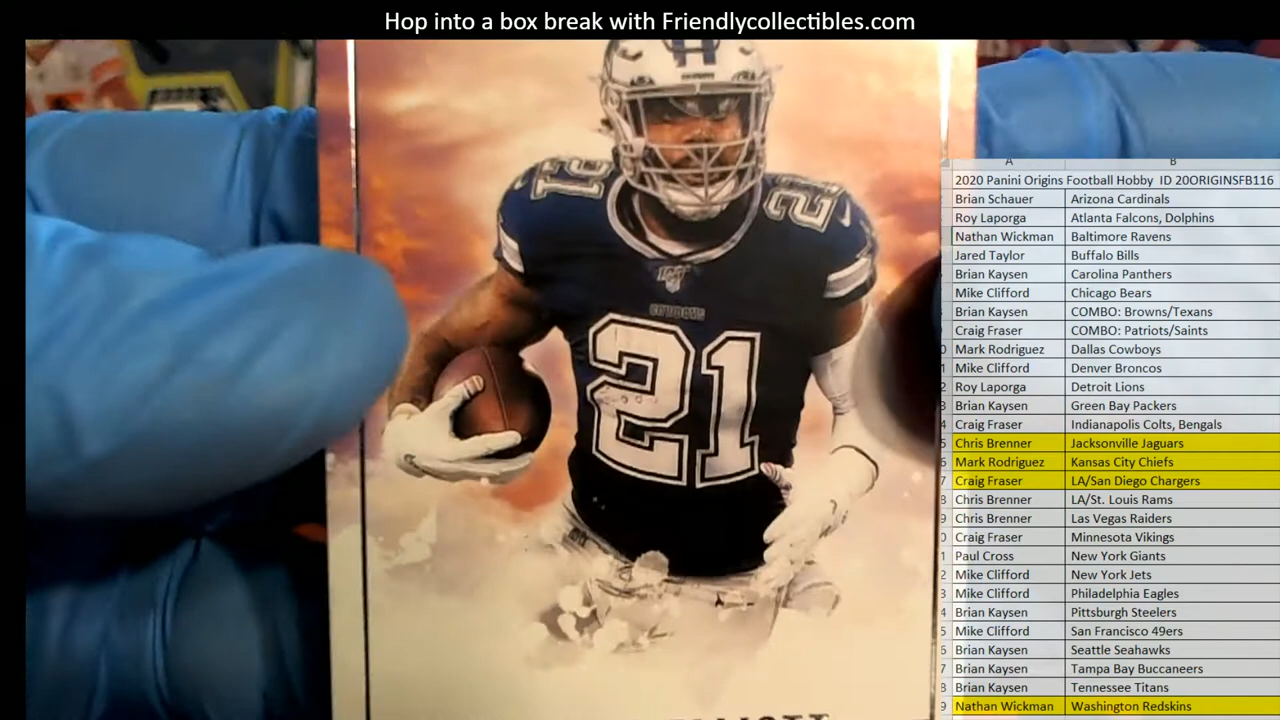 Hop into a box break with Friendlycollectibles.com
21
21
100
COWBOYS
21
A B
2020 Panini Origins Football Hobby ID 20ORIGINSFB116
Brian Schauer Arizona Cardinals
Roy Laporga Atlanta Falcons, Dolphins
Nathan Wickman Baltimore Ravens
Jared Taylor Buffalo Bills
Brian Kaysen Carolina Panthers
Mike Clifford Chicago Bears
Brian Kaysen COMBO: Browns/Texans
Craig Fraser COMBO: Patriots/Saints
Mark Rodriguez Dallas Cowboys
Mike Clifford Denver Broncos
Roy Laporga Detroit Lions
Brian Kaysen Green Bay Packers
Craig Fraser Indianapolis Colts, Bengals
Chris Brenner Jacksonville Jaguars
Mark Rodriguez Kansas City Chiefs
Craig Fraser LA/San Diego Chargers
Chris Brenner LA/St. Louis Rams
Chris Brenner Las Vegas Raiders
Craig Fraser Minnesota Vikings
Paul Cross New York Giants
Mike Clifford New York Jets
Mike Clifford Philadelphia Eagles
Brian Kaysen Pittsburgh Steelers
Mike Clifford San Francisco 49ers
Brian Kaysen Seattle Seahawks
Brian Kaysen Tampa Bay Buccaneers
Brian Kaysen Tennessee Titans
Nathan Wickman Washington Redskins